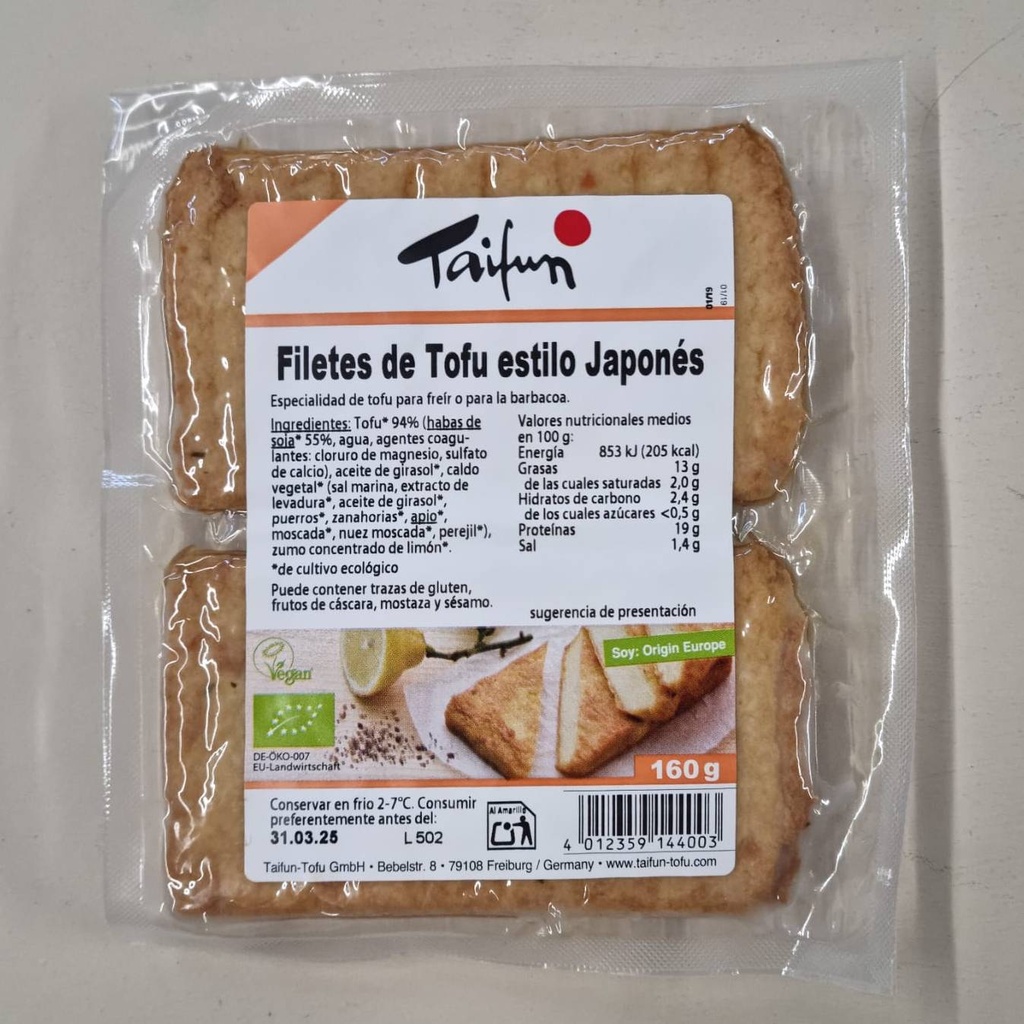 Taifun
01/19
01/19
Filetes de Tofu estilo Japonés
Especialidad de tofu para freír o para la barbacoa.
Ingredientes: Tofu* 94% (habas de
soja* 55%, agua, agentes coagu-
lantes: cloruro de magnesio, sulfato
de calcio), aceite de girasol*, caldo
vegetal* (sal marina, extracto de
levadura*, aceite de girasol*,
puerros*, zanahorias*, apio*,
moscada*, nuez moscada*, perejil*),
zumo concentrado de limón*.
*de cultivo ecológico
Puede contener trazas de gluten,
frutos de cáscara, mostaza y sésamo.
Valores nutricionales medios
en 100 g:
Energía 853 kJ (205 kcal)
Grasas 13 g
de las cuales saturadas 2,0 g
Hidratos de carbono 2,4 g
de los cuales azúcares <0,5 g
Proteínas 19 g
Sal 1,4 g
sugerencia de presentación
Soy: Origin Europe
Vegan
DE-ÖKO-007
EU-Landwirtschaft
160 g
Conservar en frio 2-7°C. Consumir
preferentemente antes del:
31.03.25 L 502
Al Amarillo
4 012359 144003
Taifun-Tofu GmbH • Bebelstr. 8 • 79108 Freiburg / Germany • www.taifun-tofu.com